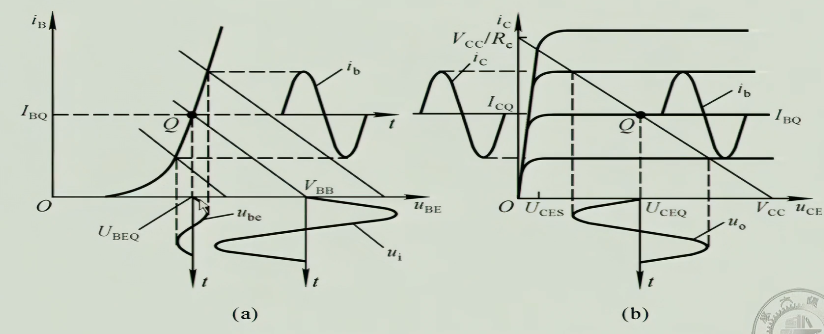 i_B
I_BQ
Q
i_b
t
O
V_BB
u_BE
U_BEQ
u_be
u_i
t
t
(a)
i_C
V_CC/R_c
i_C
I_CQ
Q
i_b
I_BQ
O
U_CES
U_CEQ
V_CC
u_CE
u_o
t
(b)